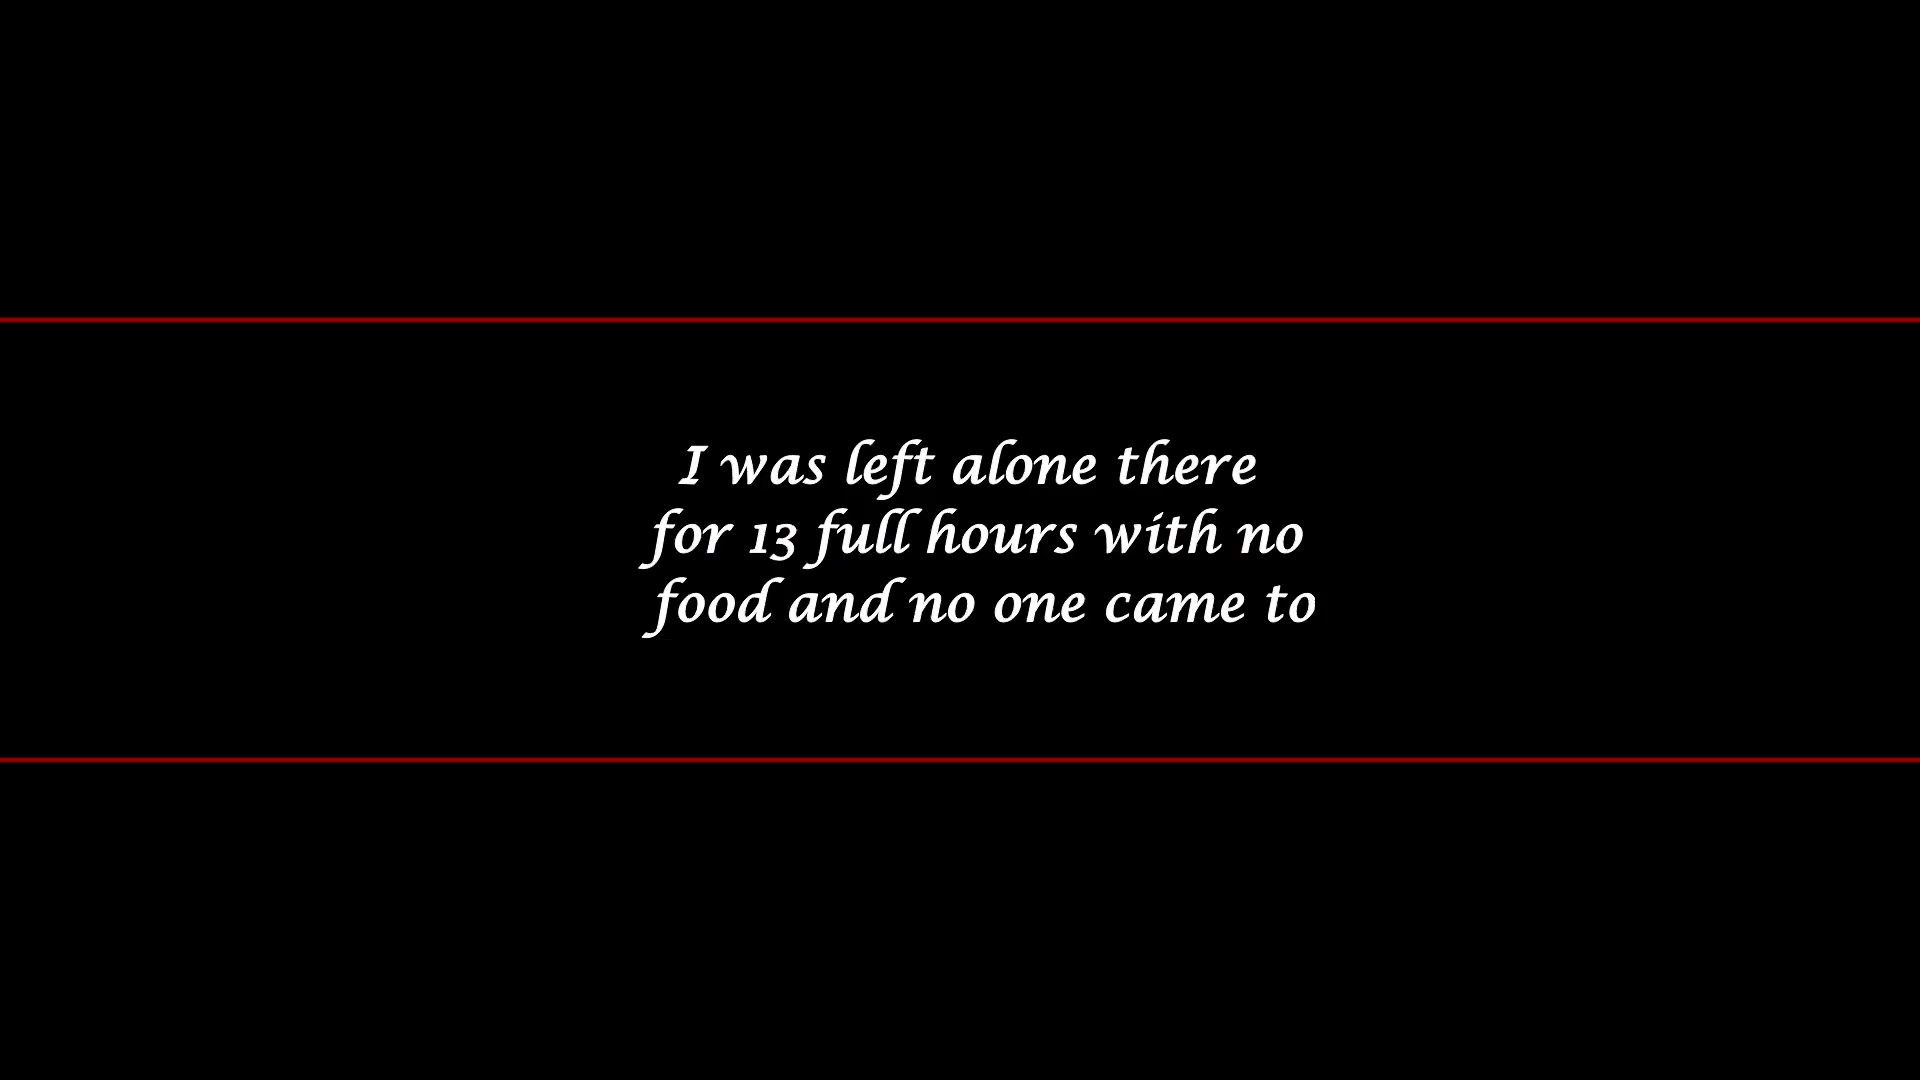 I was left alone there
for 13 full hours with no
food and no one came to